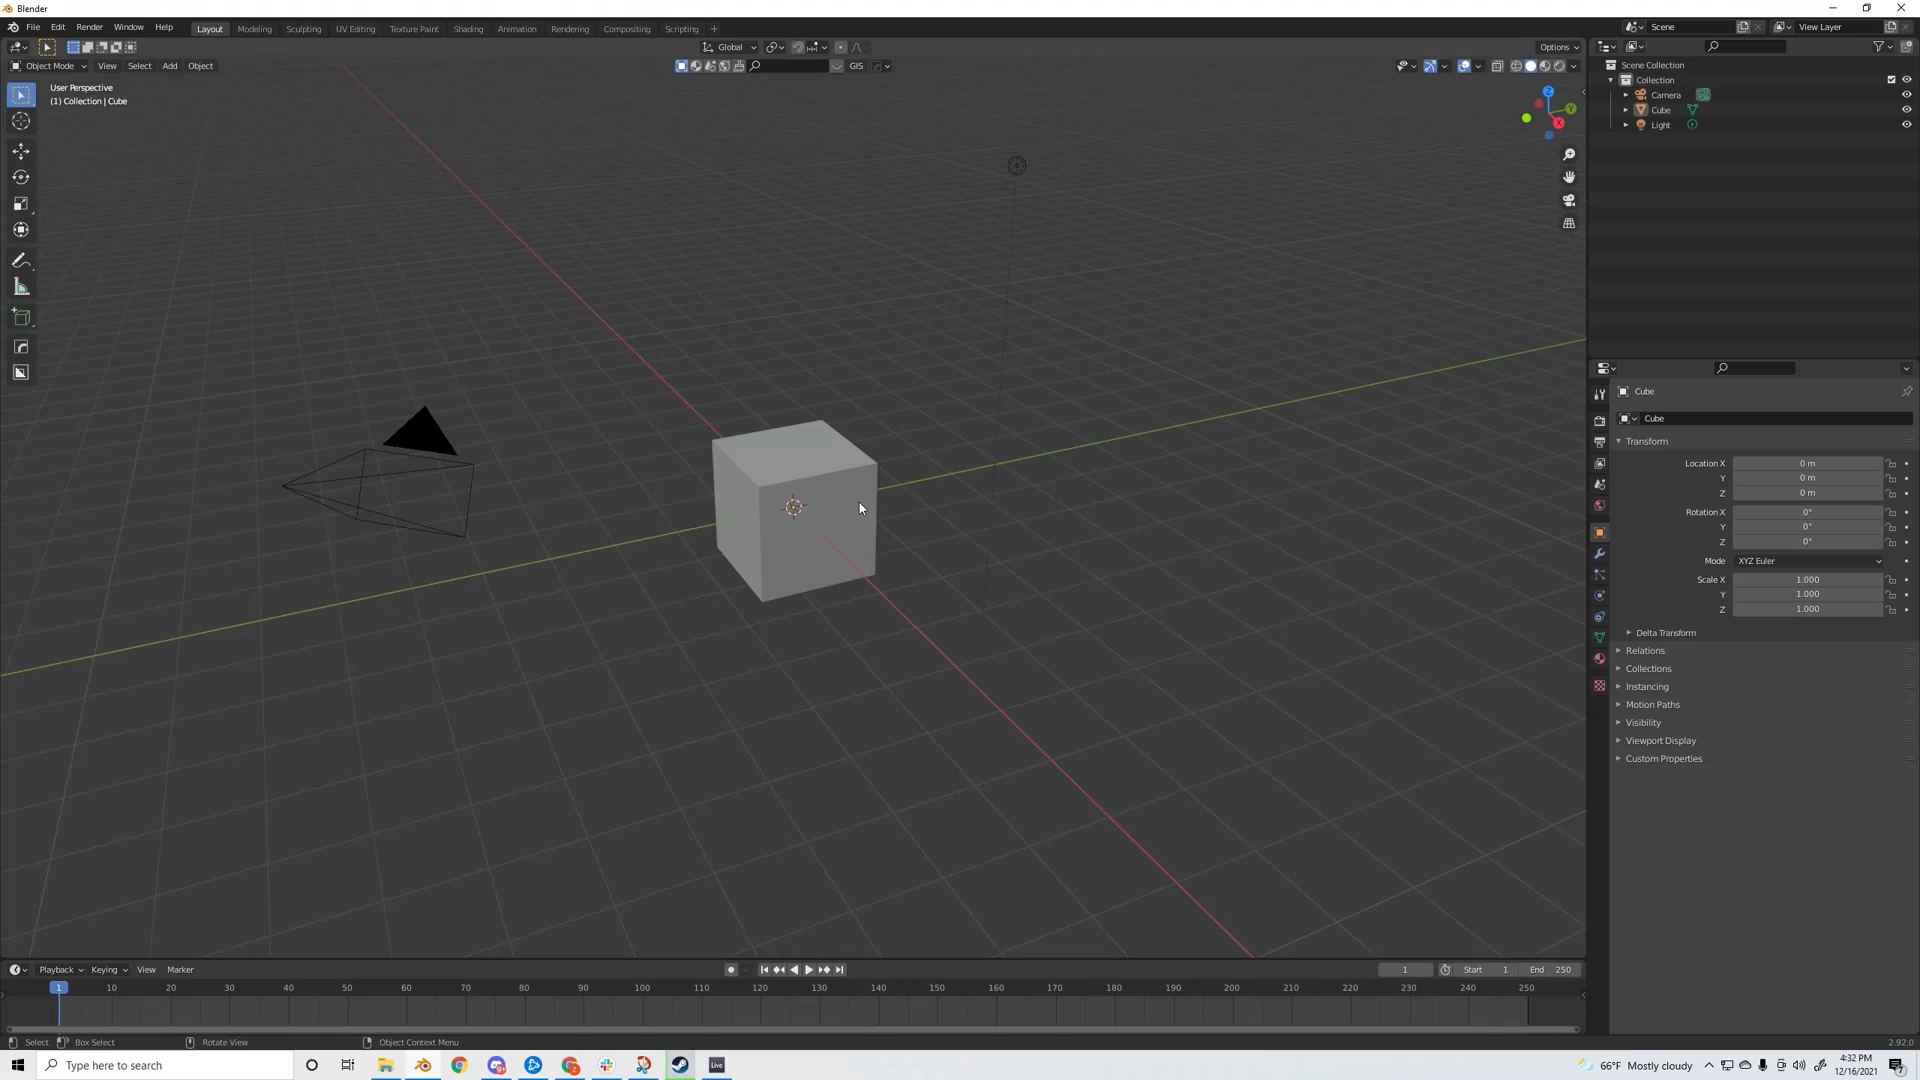 Blender
File Edit Render Window Help
Layout Modeling Sculpting UV Editing Texture Paint Shading Animation Rendering Compositing Scripting +
Scene
View Layer
Global
Options
Object Mode View Select Add Object
GIS
User Perspective
(1) Collection | Cube
Z
Y
X
Scene Collection
Collection
Camera
Cube
Light
Cube
Cube
Transform
Location X 0 m
Y 0 m
Z 0 m
Rotation X 0°
Y 0°
Z 0°
Mode XYZ Euler
Scale X 1.000
Y 1.000
Z 1.000
Delta Transform
Relations
Collections
Instancing
Motion Paths
Visibility
Viewport Display
Custom Properties
Playback Keying View Marker
1 Start 1 End 250
1 10 20 30 40 50 60 70 80 90 100 110 120 130 140 150 160 170 180 190 200 210 220 230 240 250
Select Box Select Rotate View Object Context Menu
2.92.0
Type here to search
Live
66°F Mostly cloudy
4:32 PM
12/16/2021